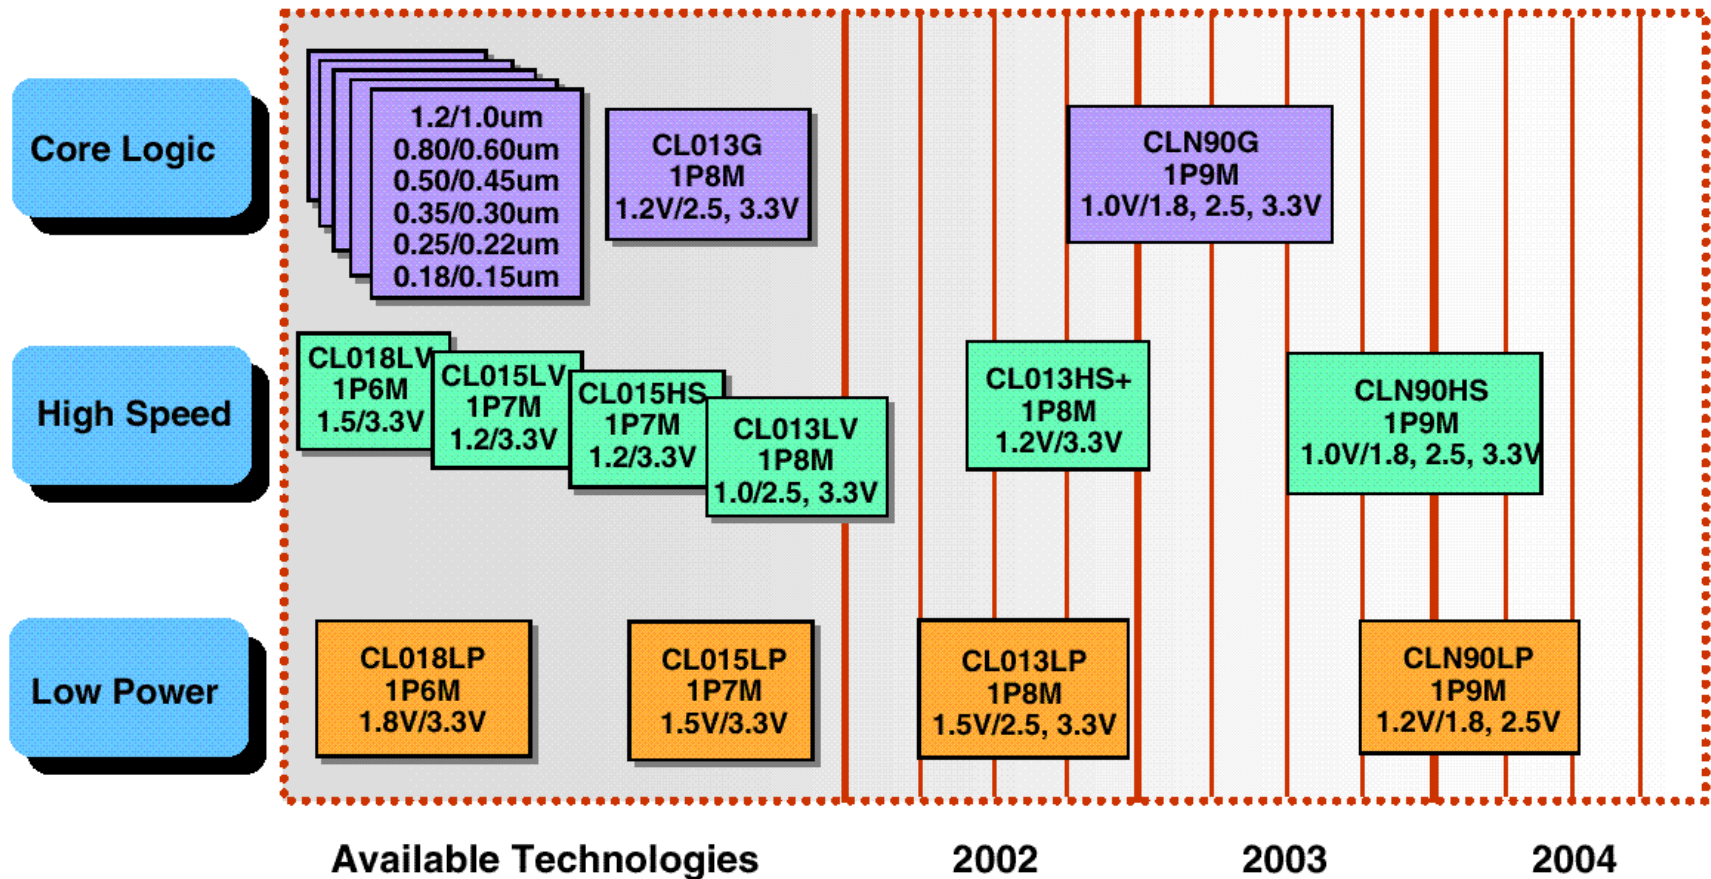 Core Logic
1.2/1.0um
0.80/0.60um
0.50/0.45um
0.35/0.30um
0.25/0.22um
0.18/0.15um
CL013G
1P8M
1.2V/2.5, 3.3V
CLN90G
1P9M
1.0V/1.8, 2.5, 3.3V
High Speed
CL018LV
1P6M
1.5/3.3V
CL015LV
1P7M
1.2/3.3V
CL015HS
1P7M
1.2/3.3V
CL013LV
1P8M
1.0/2.5, 3.3V
CL013HS+
1P8M
1.2V/3.3V
CLN90HS
1P9M
1.0V/1.8, 2.5, 3.3V
Low Power
CL018LP
1P6M
1.8V/3.3V
CL015LP
1P7M
1.5V/3.3V
CL013LP
1P8M
1.5V/2.5, 3.3V
CLN90LP
1P9M
1.2V/1.8, 2.5V
Available Technologies
2002
2003
2004